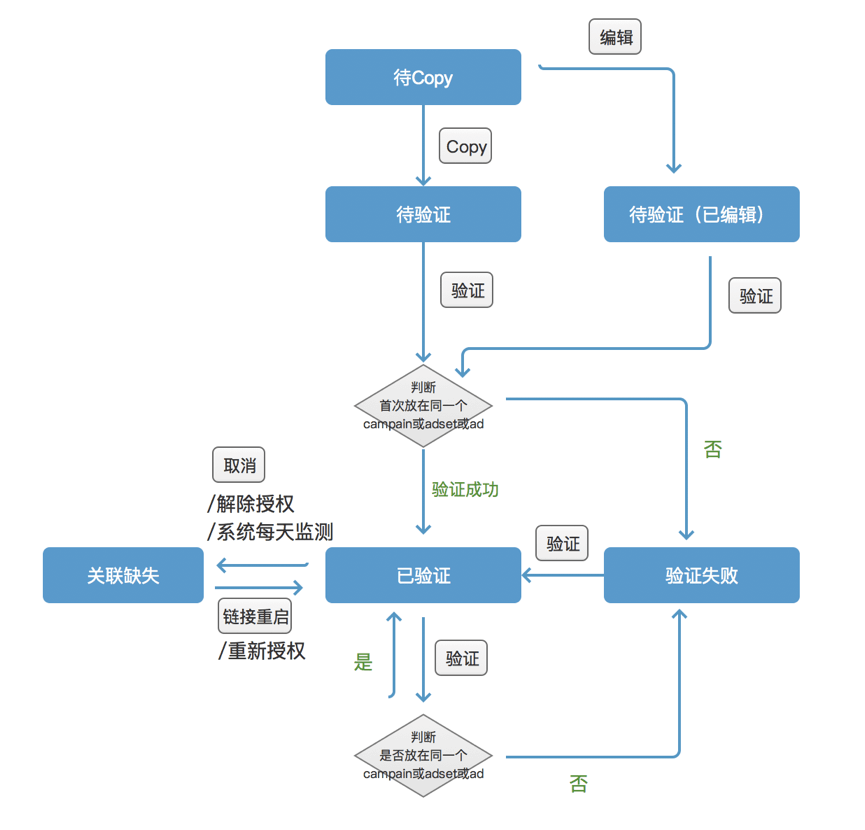 编辑
待Copy
Copy
待验证
待验证（已编辑）
验证
验证
判断
首次放在同一个
campain或adset或ad
否
取消
/解除授权
/系统每天监测
验证成功
验证
关联缺失
已验证
验证失败
链接重启
/重新授权
是
验证
判断
是否放在同一个
campain或adset或ad
否